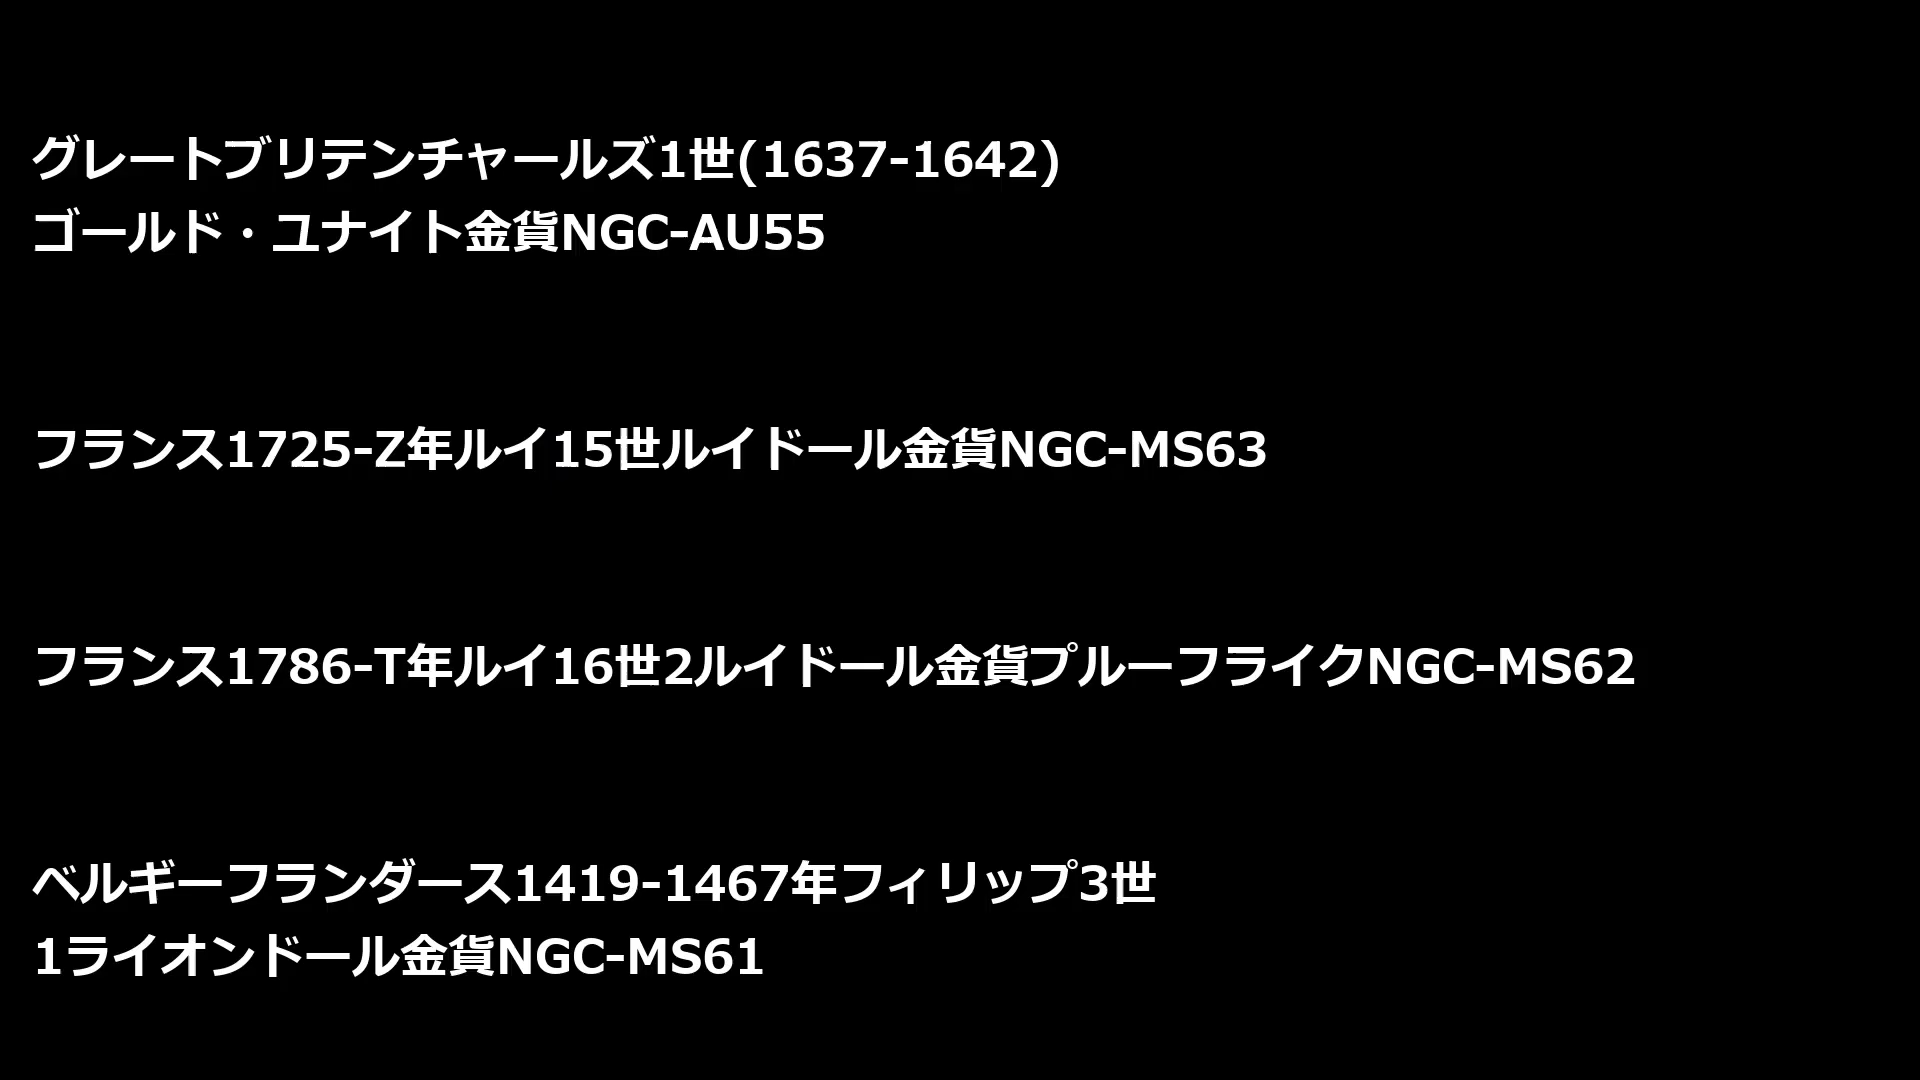 グレートブリテンチャールズ1世(1637-1642)
ゴールド・ユナイト金貨NGC-AU55
フランス1725-Z年ルイ15世ルイドール金貨NGC-MS63
フランス1786-T年ルイ16世2ルイドール金貨プルーフライクNGC-MS62
ベルギーフランダース1419-1467年フィリップ3世
1ライオンドール金貨NGC-MS61